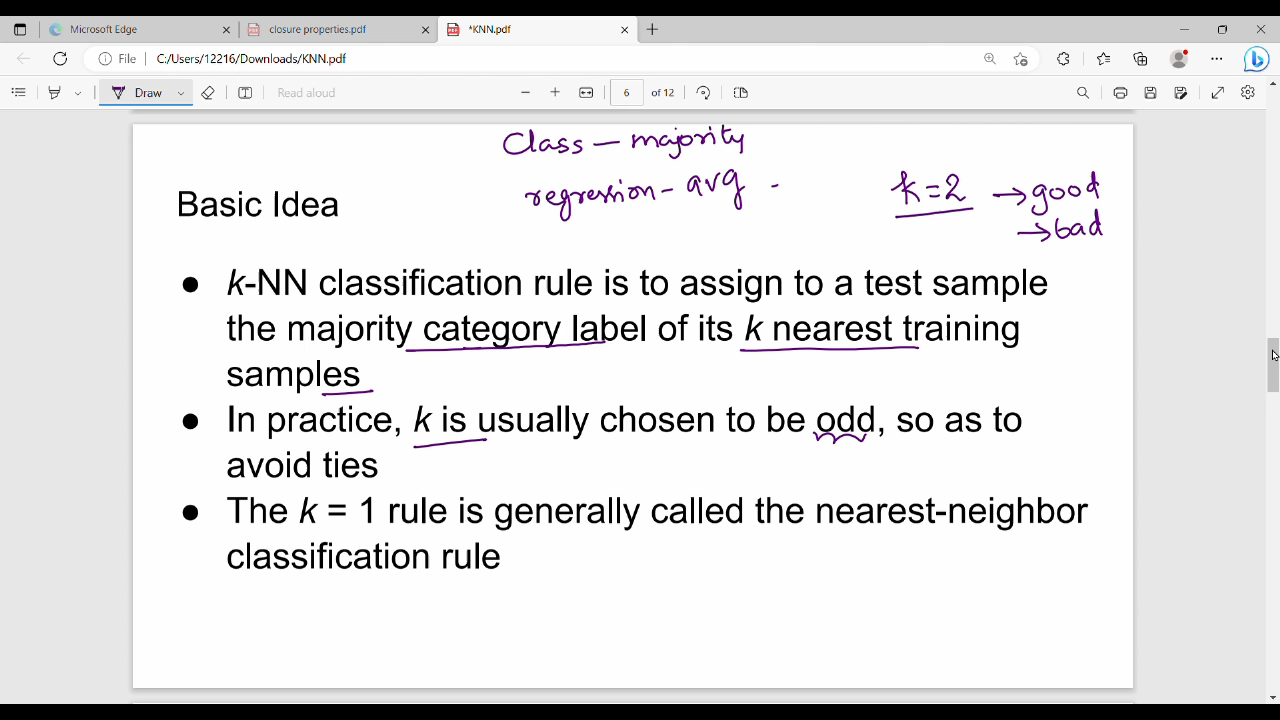 Microsoft Edge
closure properties.pdf
*KNN.pdf
File C:/Users/12216/Downloads/KNN.pdf
Draw
Read aloud
6 of 12
Class - majority
regression - avg -
k=2 → good
→ bad
Basic Idea
● k-NN classification rule is to assign to a test sample
the majority category label of its k nearest training
samples
● In practice, k is usually chosen to be odd, so as to
avoid ties
● The k = 1 rule is generally called the nearest-neighbor
classification rule